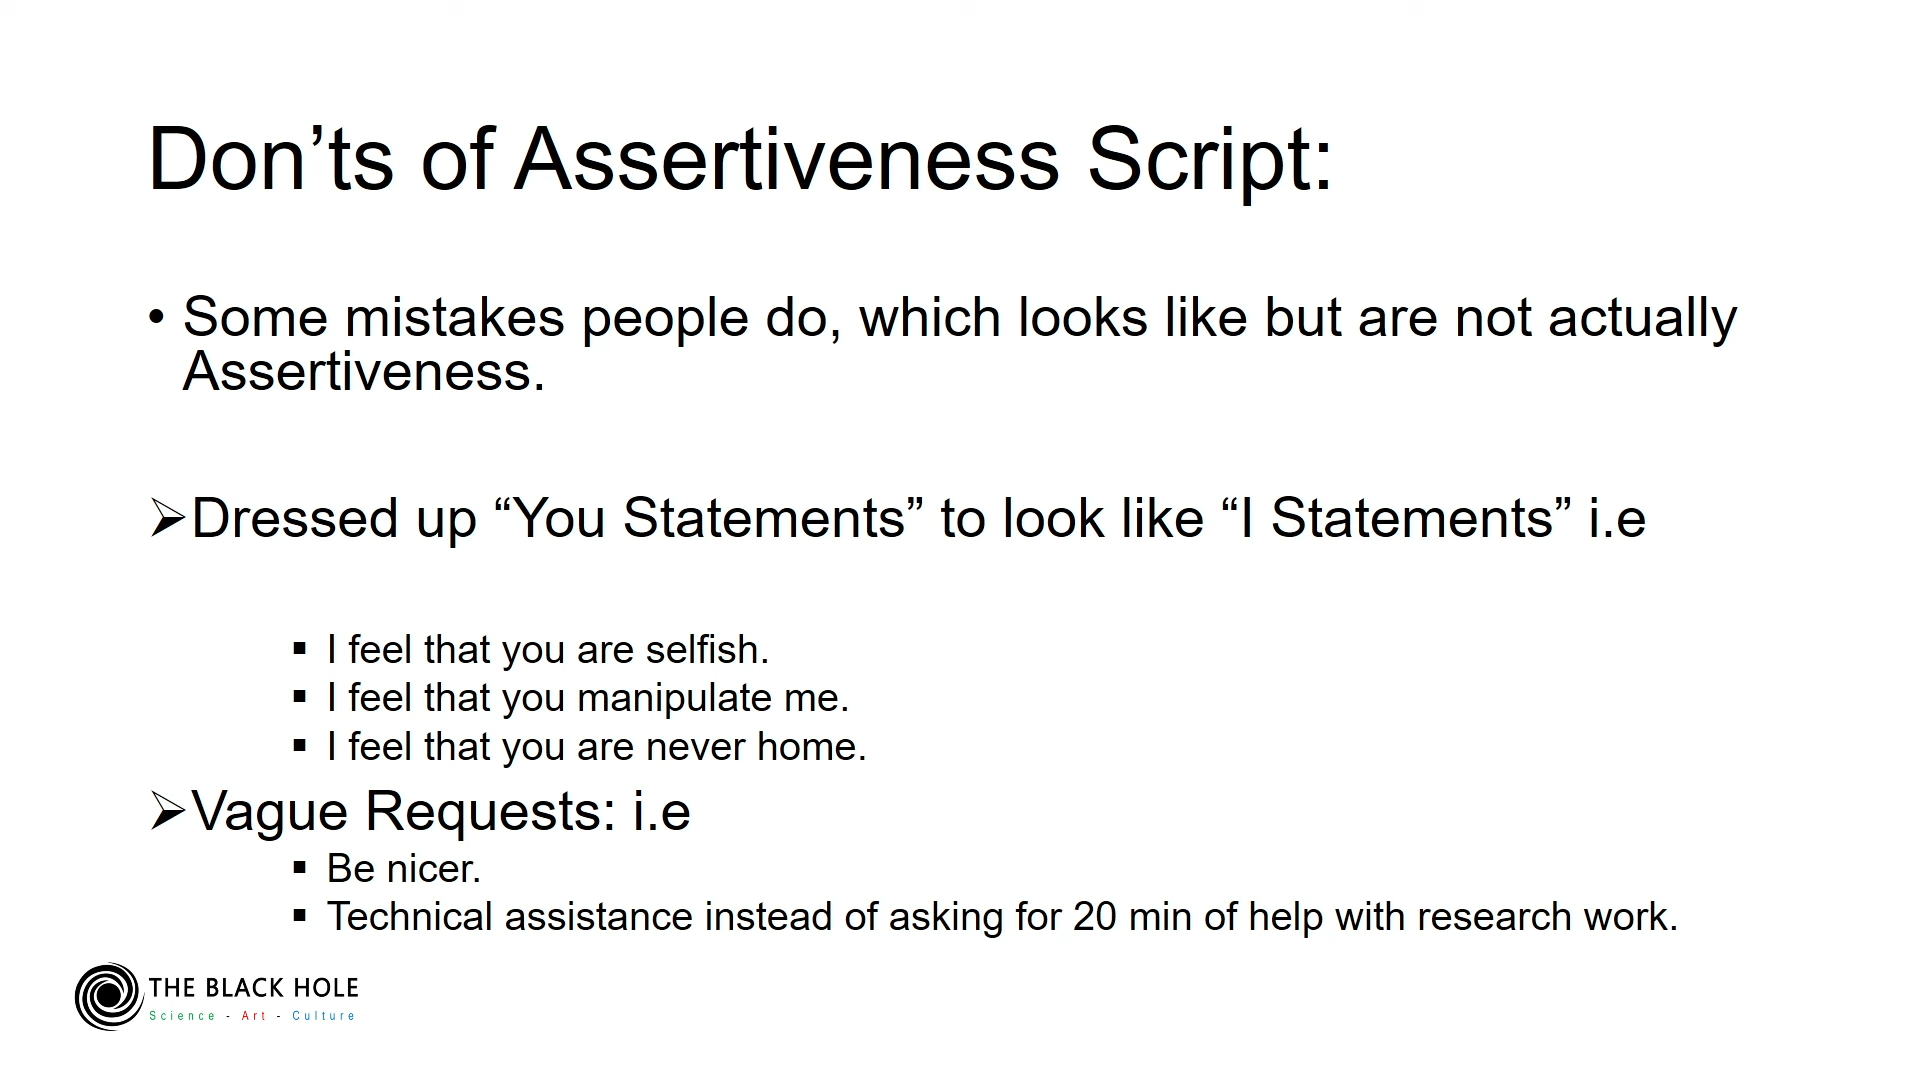 Don’ts of Assertiveness Script:
• Some mistakes people do, which looks like but are not actually
Assertiveness.
➢Dressed up “You Statements” to look like “I Statements” i.e
▪ I feel that you are selfish.
▪ I feel that you manipulate me.
▪ I feel that you are never home.
➢Vague Requests: i.e
▪ Be nicer.
▪ Technical assistance instead of asking for 20 min of help with research work.
THE BLACK HOLE
Science - Art - Culture